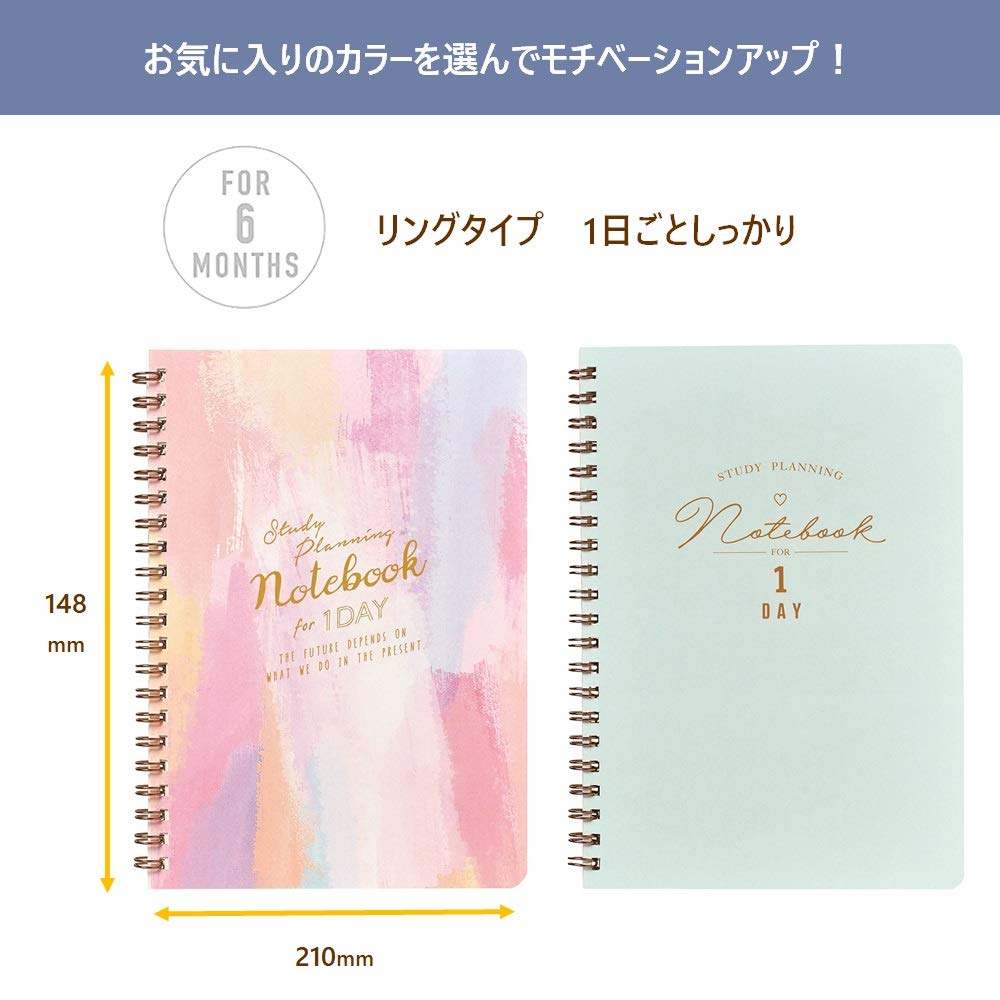 お気に入りのカラーを選んでモチベーションアップ！
FOR
6
MONTHS
リングタイプ　1日ごとしっかり
Study
Planning
Notebook
for 1 DAY
THE FUTURE DEPENDS ON
WHAT WE DO IN THE PRESENT.
STUDY PLANNING
Notebook
FOR
1
DAY
148
mm
210mm